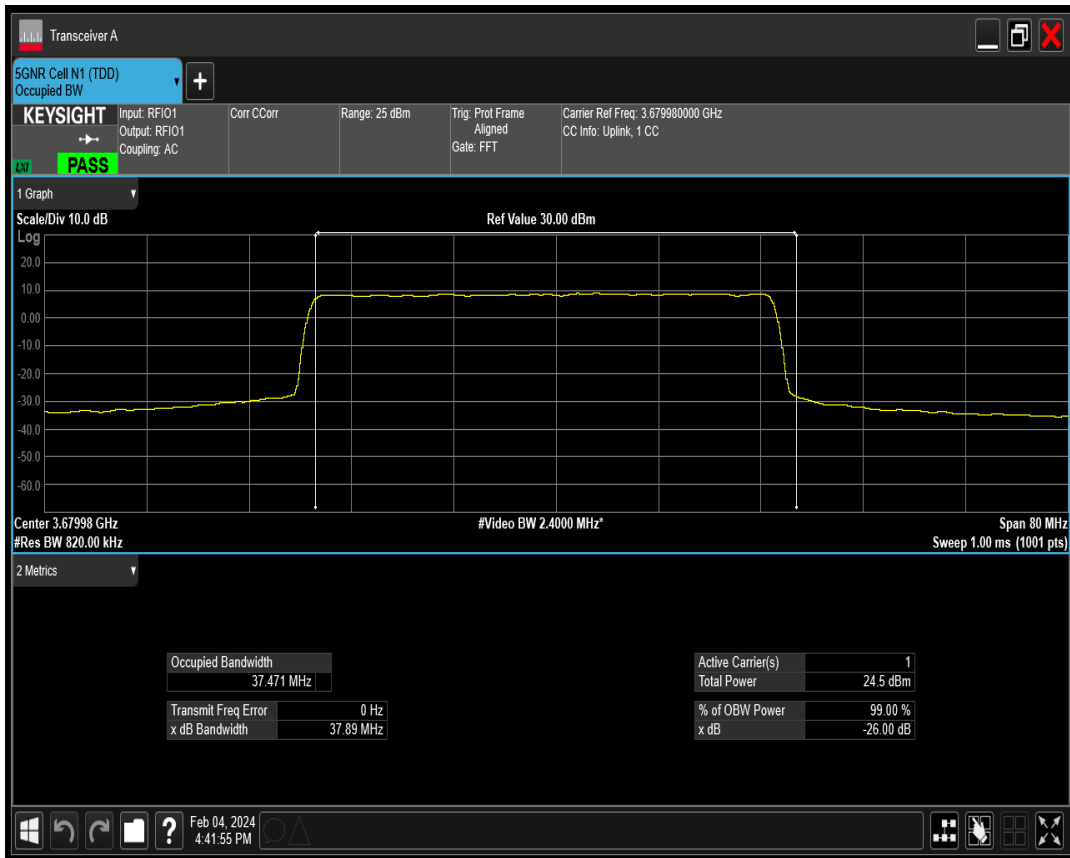 Transceiver A
5GNR Cell N1 (TDD)
Occupied BW
+
KEYSIGHT
LXI
PASS
Input: RFIO1
Output: RFIO1
Coupling: AC
Corr CCorr
Range: 25 dBm
Trig: Prot Frame
Aligned
Gate: FFT
Carrier Ref Freq: 3.679980000 GHz
CC Info: Uplink, 1 CC
1 Graph
Scale/Div 10.0 dB
Ref Value 30.00 dBm
Log
20.0
10.0
0.00
-10.0
-20.0
-30.0
-40.0
-50.0
-60.0
Center 3.67998 GHz
#Video BW 2.4000 MHz*
Span 80 MHz
#Res BW 820.00 kHz
Sweep 1.00 ms (1001 pts)
2 Metrics
Occupied Bandwidth
37.471 MHz
Transmit Freq Error 0 Hz
x dB Bandwidth 37.89 MHz
Active Carrier(s) 1
Total Power 24.5 dBm
% of OBW Power 99.00 %
x dB -26.00 dB
?
Feb 04, 2024
4:41:55 PM